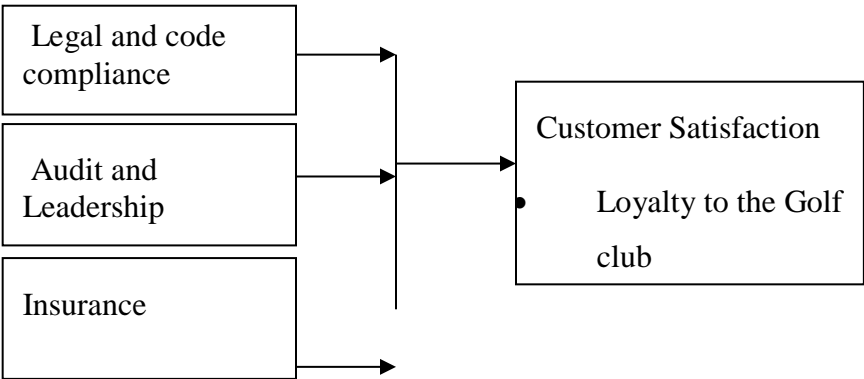 Legal and code
compliance
Audit and
Leadership
Insurance
Customer Satisfaction
• Loyalty to the Golf
club